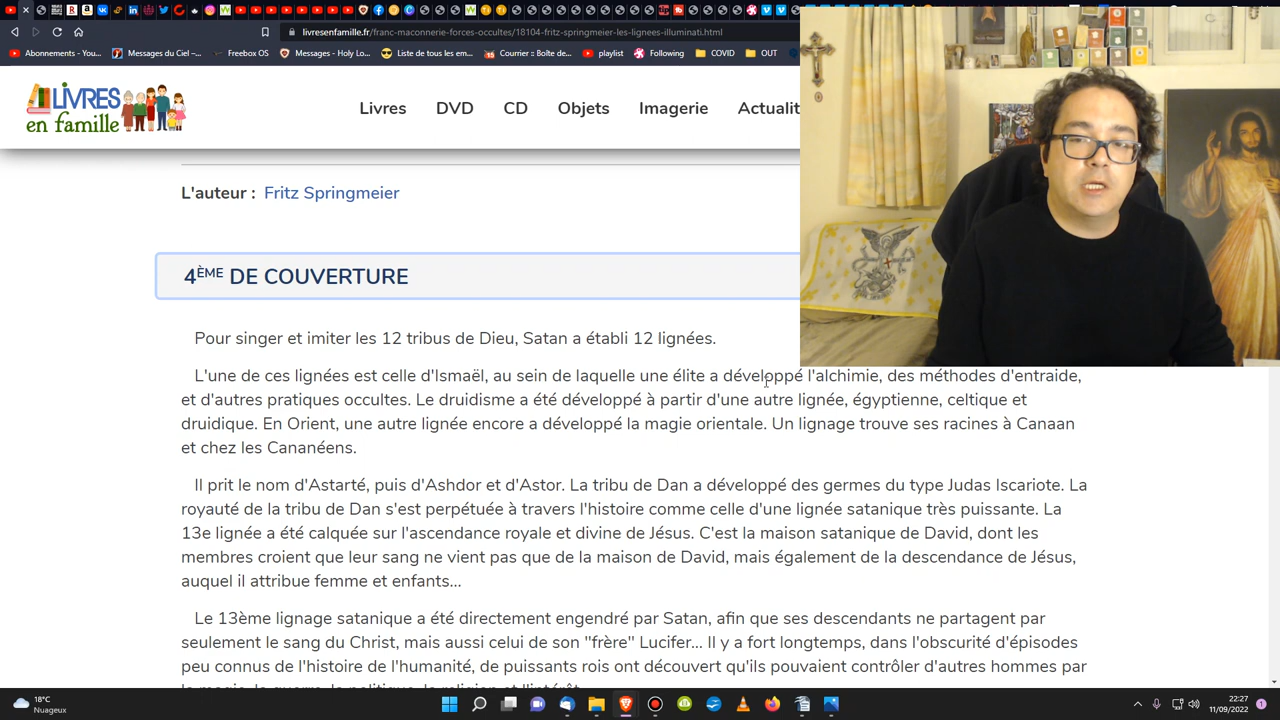 livresenfamille.fr/franc-maconnerie-forces-occultes/18104-fritz-springmeier-les-lignees-illuminati.html
Abonnements - You... Messages du Ciel –... Freebox OS Messages - Holy Lo... Liste de tous les em... Courrier :: Boîte de... playlist Following COVID OUT
LIVRES
en famille
Livres DVD CD Objets Imagerie Actualit
L'auteur : Fritz Springmeier
4ÈME DE COUVERTURE
Pour singer et imiter les 12 tribus de Dieu, Satan a établi 12 lignées.
L'une de ces lignées est celle d'Ismaël, au sein de laquelle une élite a développé l'alchimie, des méthodes d'entraide,
et d'autres pratiques occultes. Le druidisme a été développé à partir d'une autre lignée, égyptienne, celtique et
druidique. En Orient, une autre lignée encore a développé la magie orientale. Un lignage trouve ses racines à Canaan
et chez les Cananéens.
Il prit le nom d'Astarté, puis d'Ashdor et d'Astor. La tribu de Dan a développé des germes du type Judas Iscariote. La
royauté de la tribu de Dan s'est perpétuée à travers l'histoire comme celle d'une lignée satanique très puissante. La
13e lignée a été calquée sur l'ascendance royale et divine de Jésus. C'est la maison satanique de David, dont les
membres croient que leur sang ne vient pas que de la maison de David, mais également de la descendance de Jésus,
auquel il attribue femme et enfants...
Le 13ème lignage satanique a été directement engendré par Satan, afin que ses descendants ne partagent par
seulement le sang du Christ, mais aussi celui de son "frère" Lucifer... Il y a fort longtemps, dans l'obscurité d'épisodes
peu connus de l'histoire de l'humanité, de puissants rois ont découvert qu'ils pouvaient contrôler d'autres hommes par
la magie, la guerre, la politique, la religion et l'intérêt.
18°C
Nuageux
22:27
11/09/2022
1